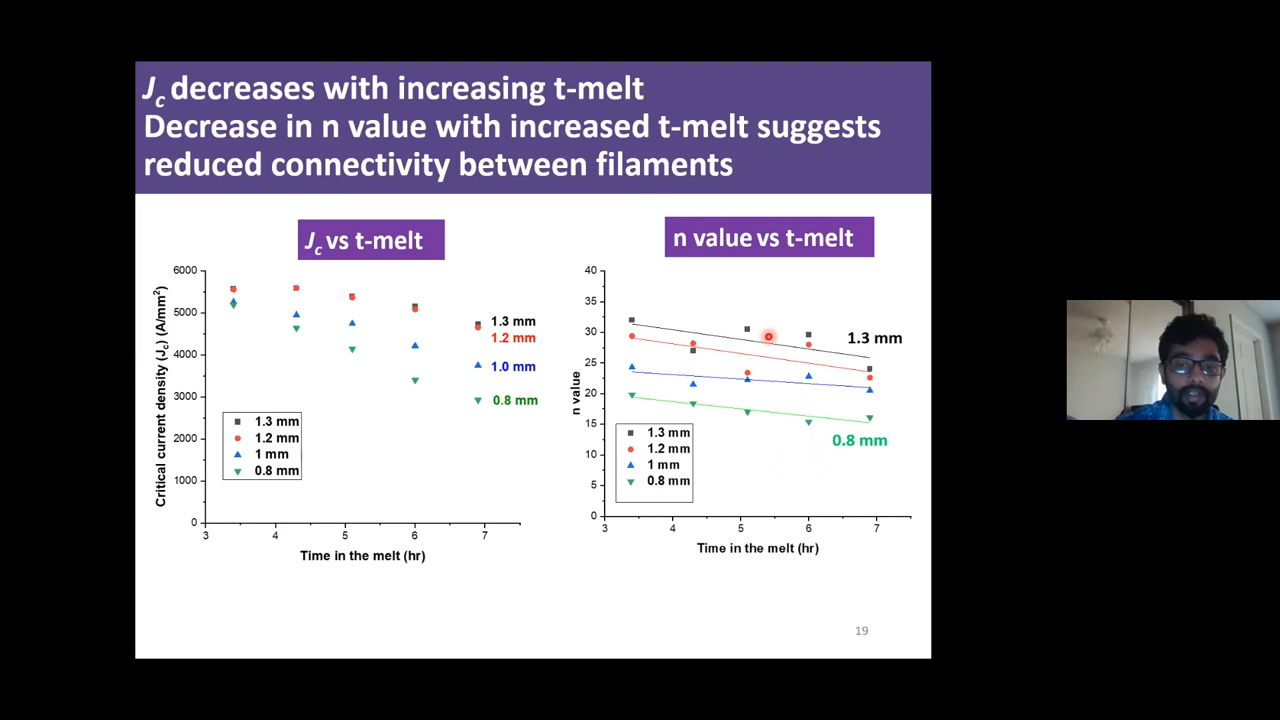 Jc decreases with increasing t-melt
Decrease in n value with increased t-melt suggests
reduced connectivity between filaments
Jc vs t-melt
6000
5000
4000
3000
2000
1000
0
3
4
5
6
7
Critical current density (Jc) (A/mm²)
Time in the melt (hr)
1.3 mm
1.2 mm
1.0 mm
0.8 mm
1.3 mm
1.2 mm
1 mm
0.8 mm
n value vs t-melt
40
35
30
25
20
15
10
5
0
3
4
5
6
7
n value
Time in the melt (hr)
1.3 mm
0.8 mm
1.3 mm
1.2 mm
1 mm
0.8 mm
19